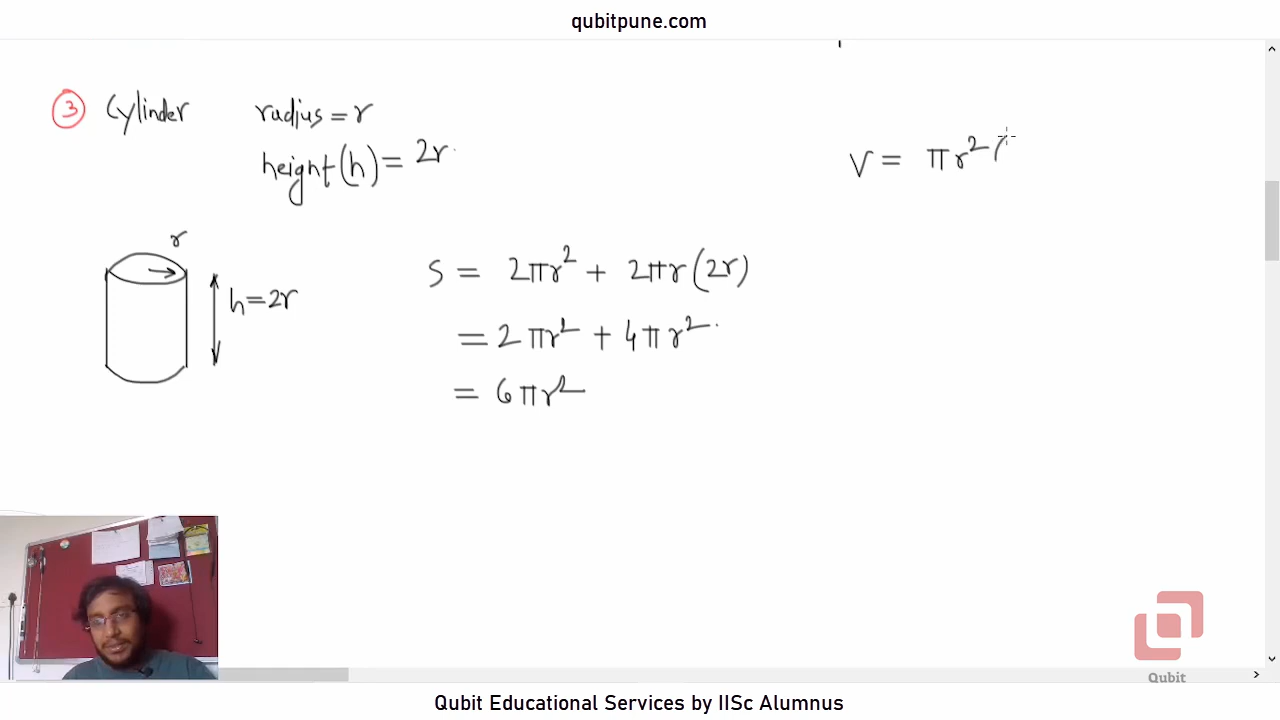 qubitpune.com
③ Cylinder radius = r
height(h) = 2r
V = πr² (
r
h=2r
S = 2πr² + 2πr(2r)
= 2πr² + 4πr²
= 6πr²
Qubit
Qubit Educational Services by IISc Alumnus